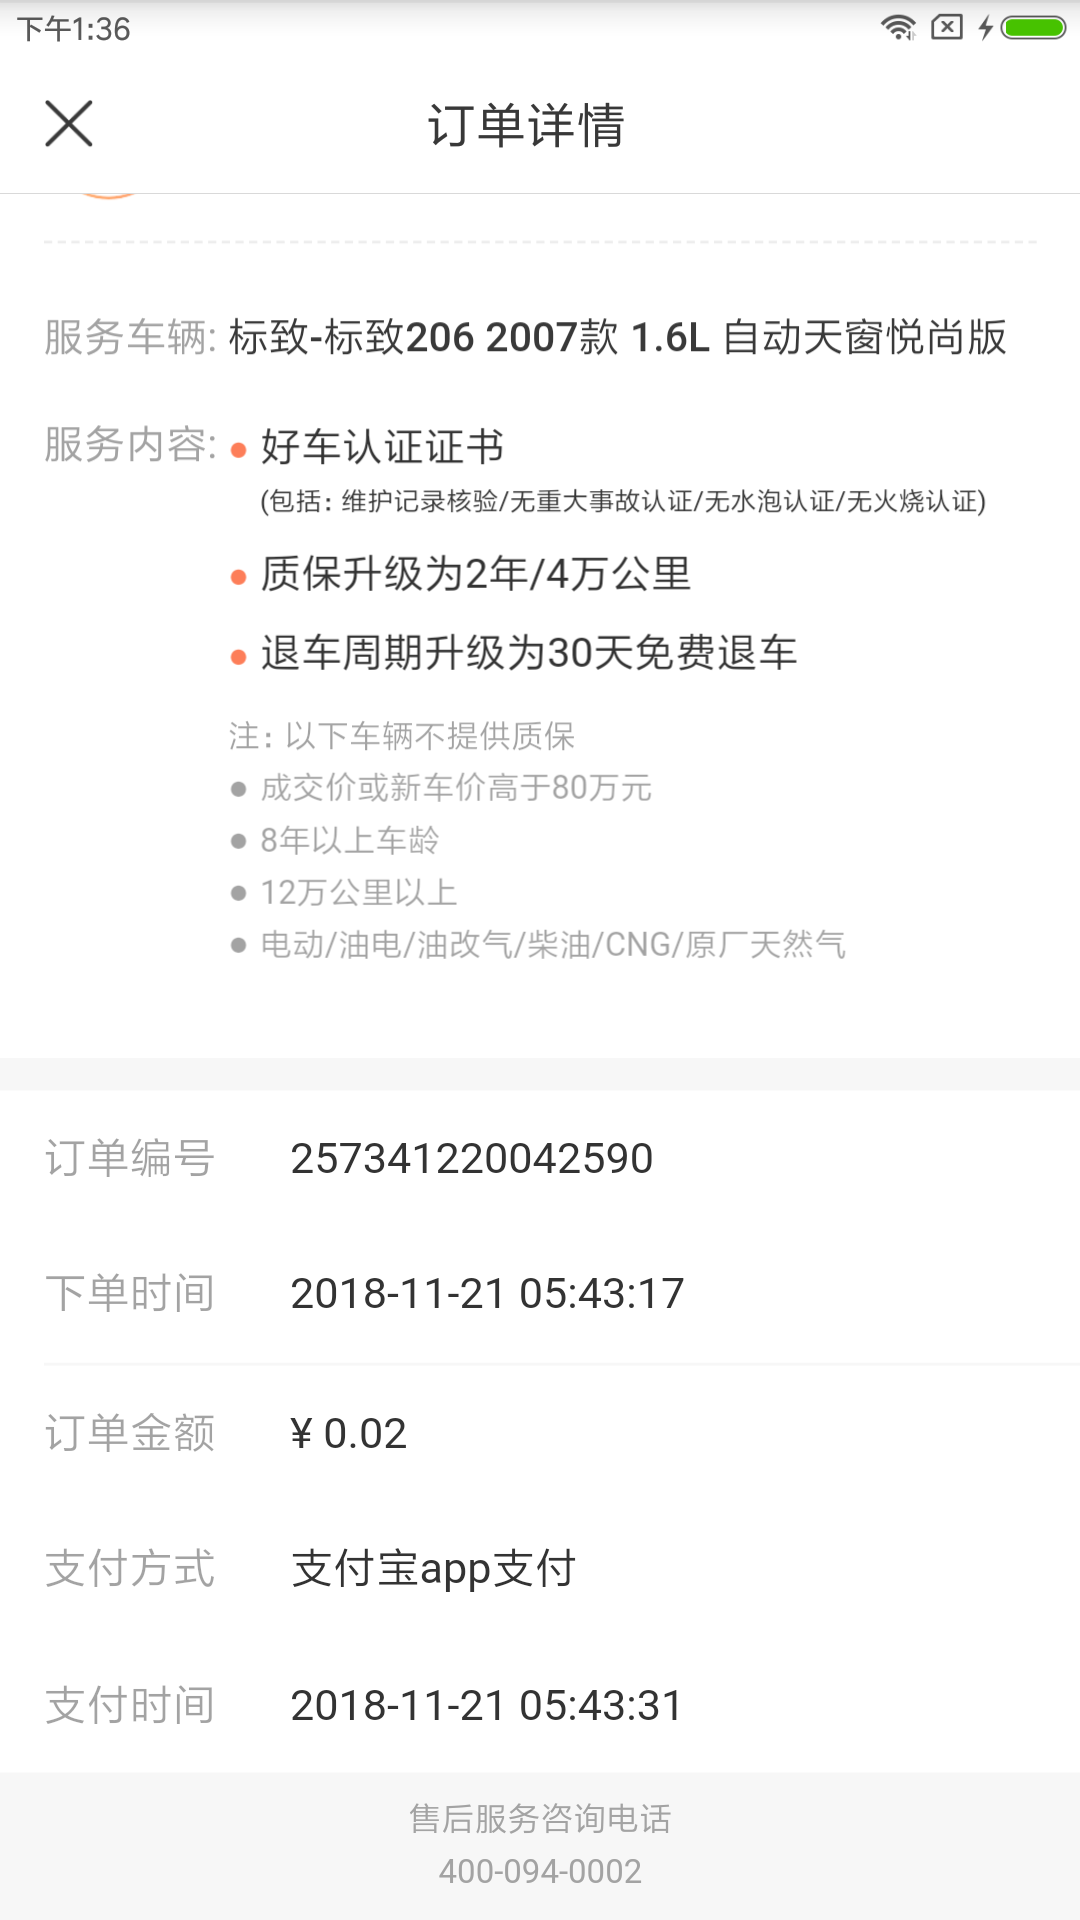 下午1:36
订单详情
服务车辆: 标致-标致206 2007款 1.6L 自动天窗悦尚版
服务内容: 好车认证证书
(包括: 维护记录核验/无重大事故认证/无水泡认证/无火烧认证)
质保升级为2年/4万公里
退车周期升级为30天免费退车
注: 以下车辆不提供质保
成交价或新车价高于80万元
8年以上车龄
12万公里以上
电动/油电/油改气/柴油/CNG/原厂天然气
订单编号 257341220042590
下单时间 2018-11-21 05:43:17
订单金额 ¥ 0.02
支付方式 支付宝app支付
支付时间 2018-11-21 05:43:31
售后服务咨询电话
400-094-0002